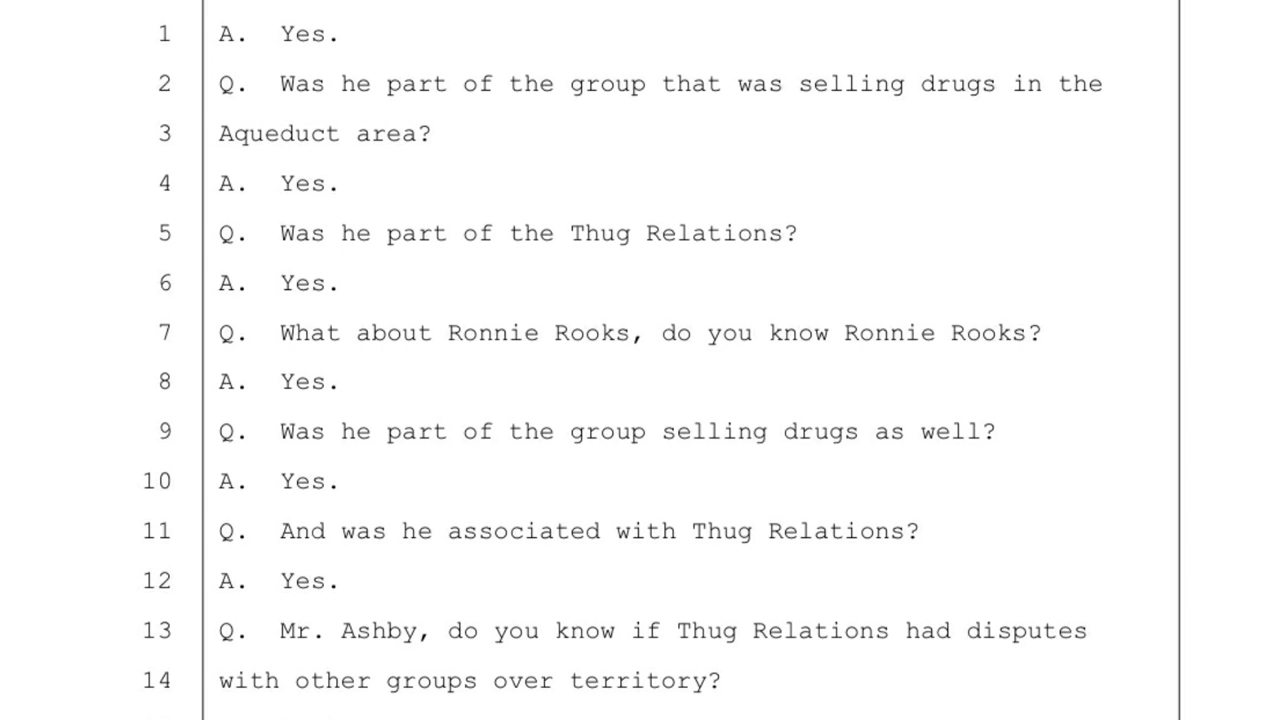 1 A. Yes.
2 Q. Was he part of the group that was selling drugs in the
3 Aqueduct area?
4 A. Yes.
5 Q. Was he part of the Thug Relations?
6 A. Yes.
7 Q. What about Ronnie Rooks, do you know Ronnie Rooks?
8 A. Yes.
9 Q. Was he part of the group selling drugs as well?
10 A. Yes.
11 Q. And was he associated with Thug Relations?
12 A. Yes.
13 Q. Mr. Ashby, do you know if Thug Relations had disputes
14 with other groups over territory?